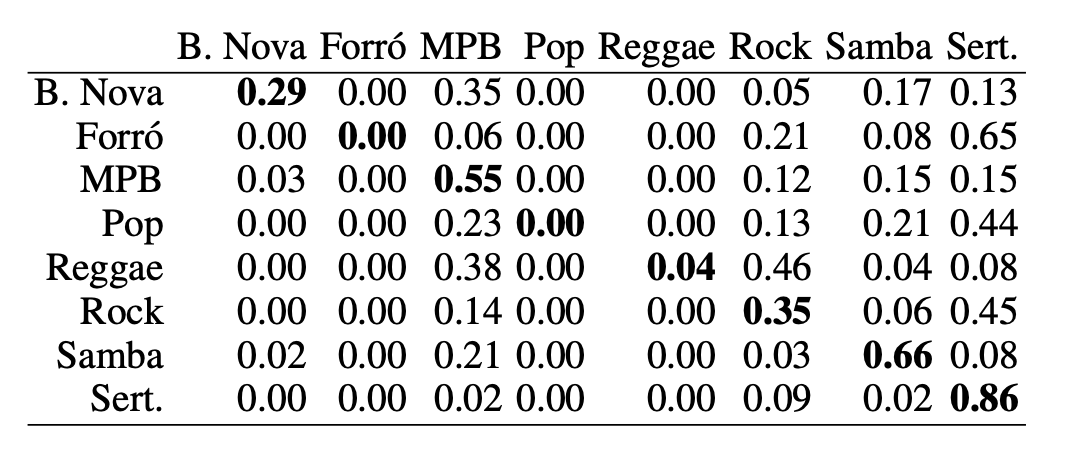 B. Nova Forró MPB Pop Reggae Rock Samba Sert.
B. Nova 0.29 0.00 0.35 0.00 0.00 0.05 0.17 0.13
Forró 0.00 0.00 0.06 0.00 0.00 0.21 0.08 0.65
MPB 0.03 0.00 0.55 0.00 0.00 0.12 0.15 0.15
Pop 0.00 0.00 0.23 0.00 0.00 0.13 0.21 0.44
Reggae 0.00 0.00 0.38 0.00 0.04 0.46 0.04 0.08
Rock 0.00 0.00 0.14 0.00 0.00 0.35 0.06 0.45
Samba 0.02 0.00 0.21 0.00 0.00 0.03 0.66 0.08
Sert. 0.00 0.00 0.02 0.00 0.00 0.09 0.02 0.86